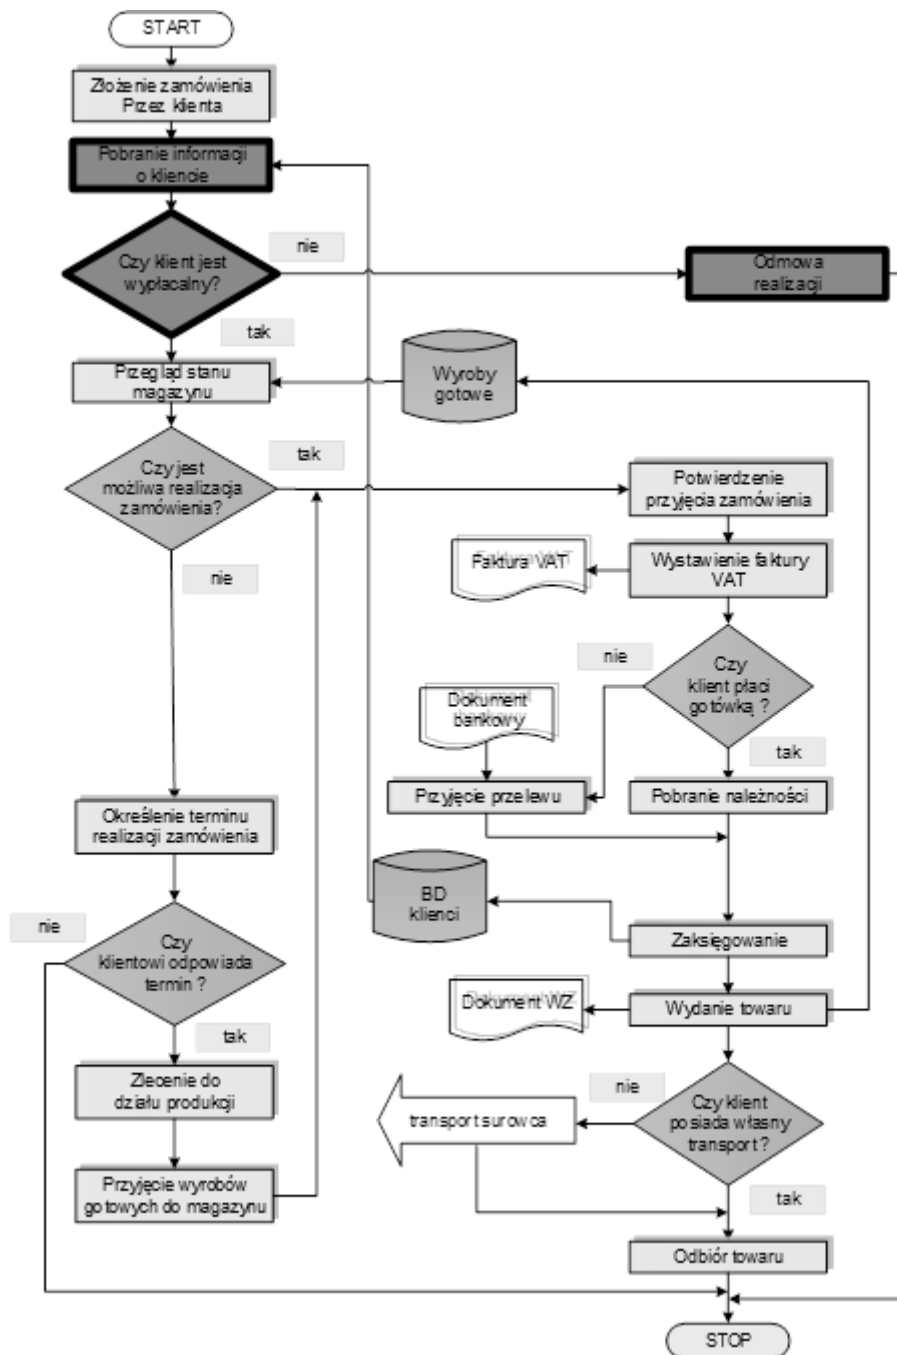 START
Złożenie zamówienia
Przez klienta
Pobranie informacji
o kliencie
nie
Czy klient jest
wypłacalny?
Odmowa
realizacji
tak
Przegląd stanu
magazynu
Wyroby
gotowe
tak
Czy jest
możliwa realizacja
zamówienia?
Potwierdzenie
przyjęcia zamówienia
nie
Faktura VAT
Wystawienie faktury
VAT
nie
Czy
klient płaci
gotówką ?
Dokument
bankowy
tak
Przyjęcie przelewu
Pobranie należności
Określenie terminu
realizacji zamówienia
BD
klienci
nie
Czy
klientowi odpowiada
termin ?
Zaksięgowanie
Dokument WZ
Wydanie towaru
tak
Zlecenie do
działu produkcji
nie
transport surowca
Czy klient
posiada własny
transport ?
Przyjęcie wyrobów
gotowych do magazynu
tak
Odbiór towaru
STOP